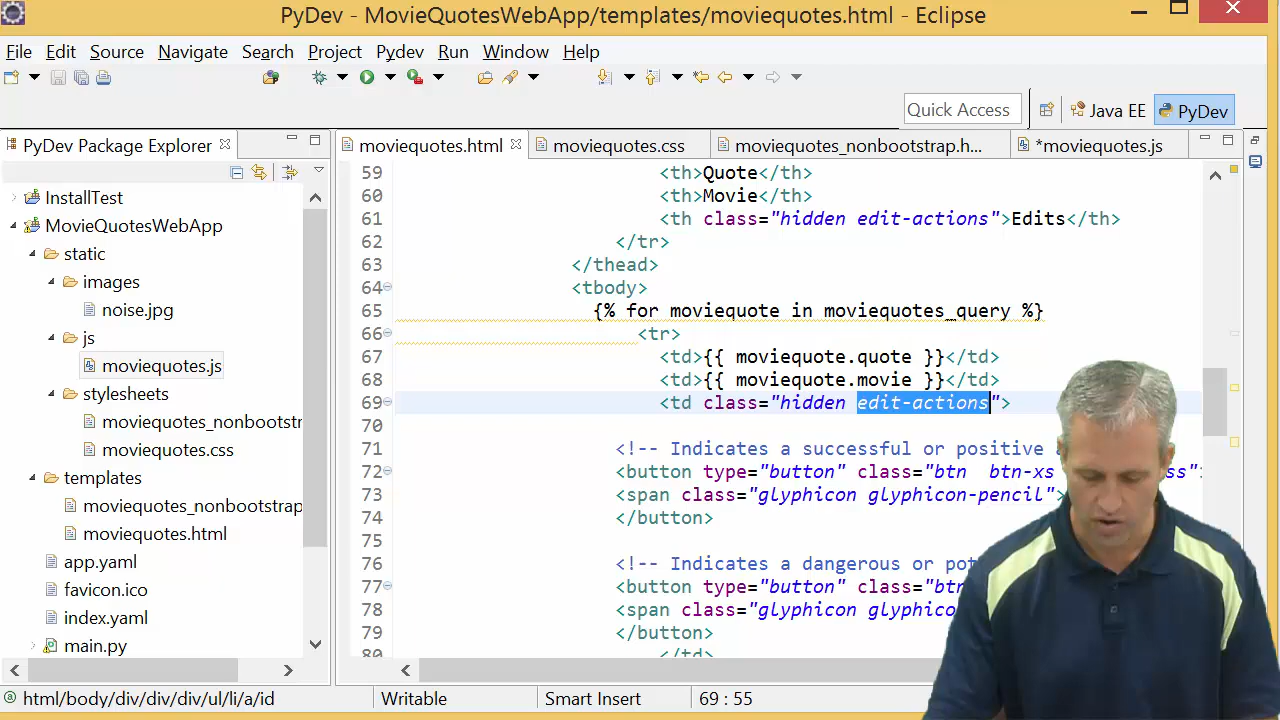 PyDev - MovieQuotesWebApp/templates/moviequotes.html - Eclipse
File Edit Source Navigate Search Project Pydev Run Window Help
Quick Access
Java EE
PyDev
PyDev Package Explorer
InstallTest
MovieQuotesWebApp
static
images
noise.jpg
js
moviequotes.js
stylesheets
moviequotes_nonbootstr
moviequotes.css
templates
moviequotes_nonbootstrap
moviequotes.html
app.yaml
favicon.ico
index.yaml
main.py
moviequotes.html moviequotes.css moviequotes_nonbootstrap.h... *moviequotes.js
59 <th>Quote</th>
60 <th>Movie</th>
61 <th class="hidden edit-actions">Edits</th>
62 </tr>
63 </thead>
64 <tbody>
65 {% for moviequote in moviequotes_query %}
66 <tr>
67 <td>{{ moviequote.quote }}</td>
68 <td>{{ moviequote.movie }}</td>
69 <td class="hidden edit-actions">
70
71 <!-- Indicates a successful or positive
72 <button type="button" class="btn  btn-xs
73 <span class="glyphicon glyphicon-pencil">
74 </button>
75
76 <!-- Indicates a dangerous or
77 <button type="button" class="btn
78 <span class="glyphicon
79 </button>
80 </td>
html/body/div/div/div/ul/li/a/id Writable Smart Insert 69 : 55